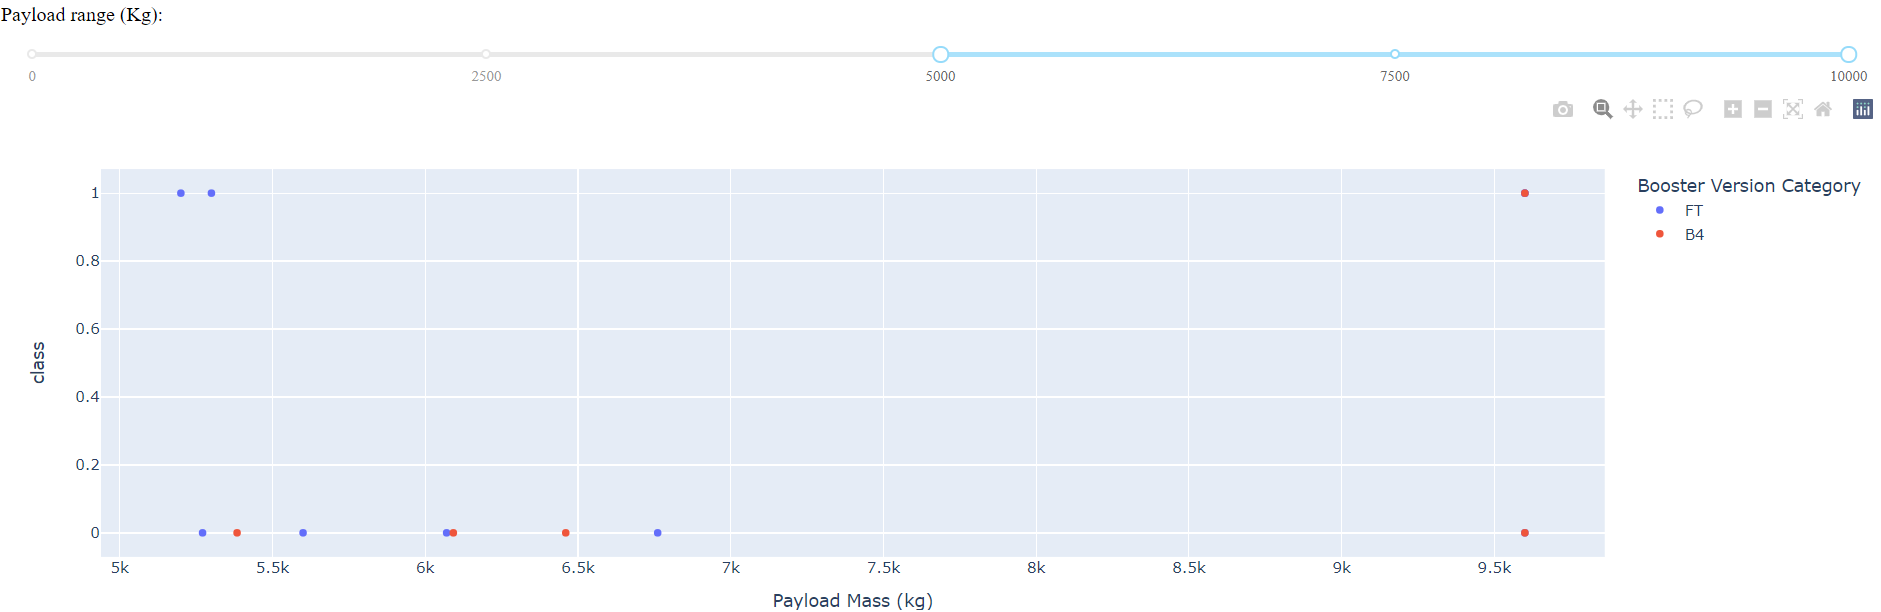 Payload range (Kg):
0 2500 5000 7500 10000
Booster Version Category
FT
B4
1
0.8
0.6
0.4
0.2
0
class
5k 5.5k 6k 6.5k 7k 7.5k 8k 8.5k 9k 9.5k
Payload Mass (kg)